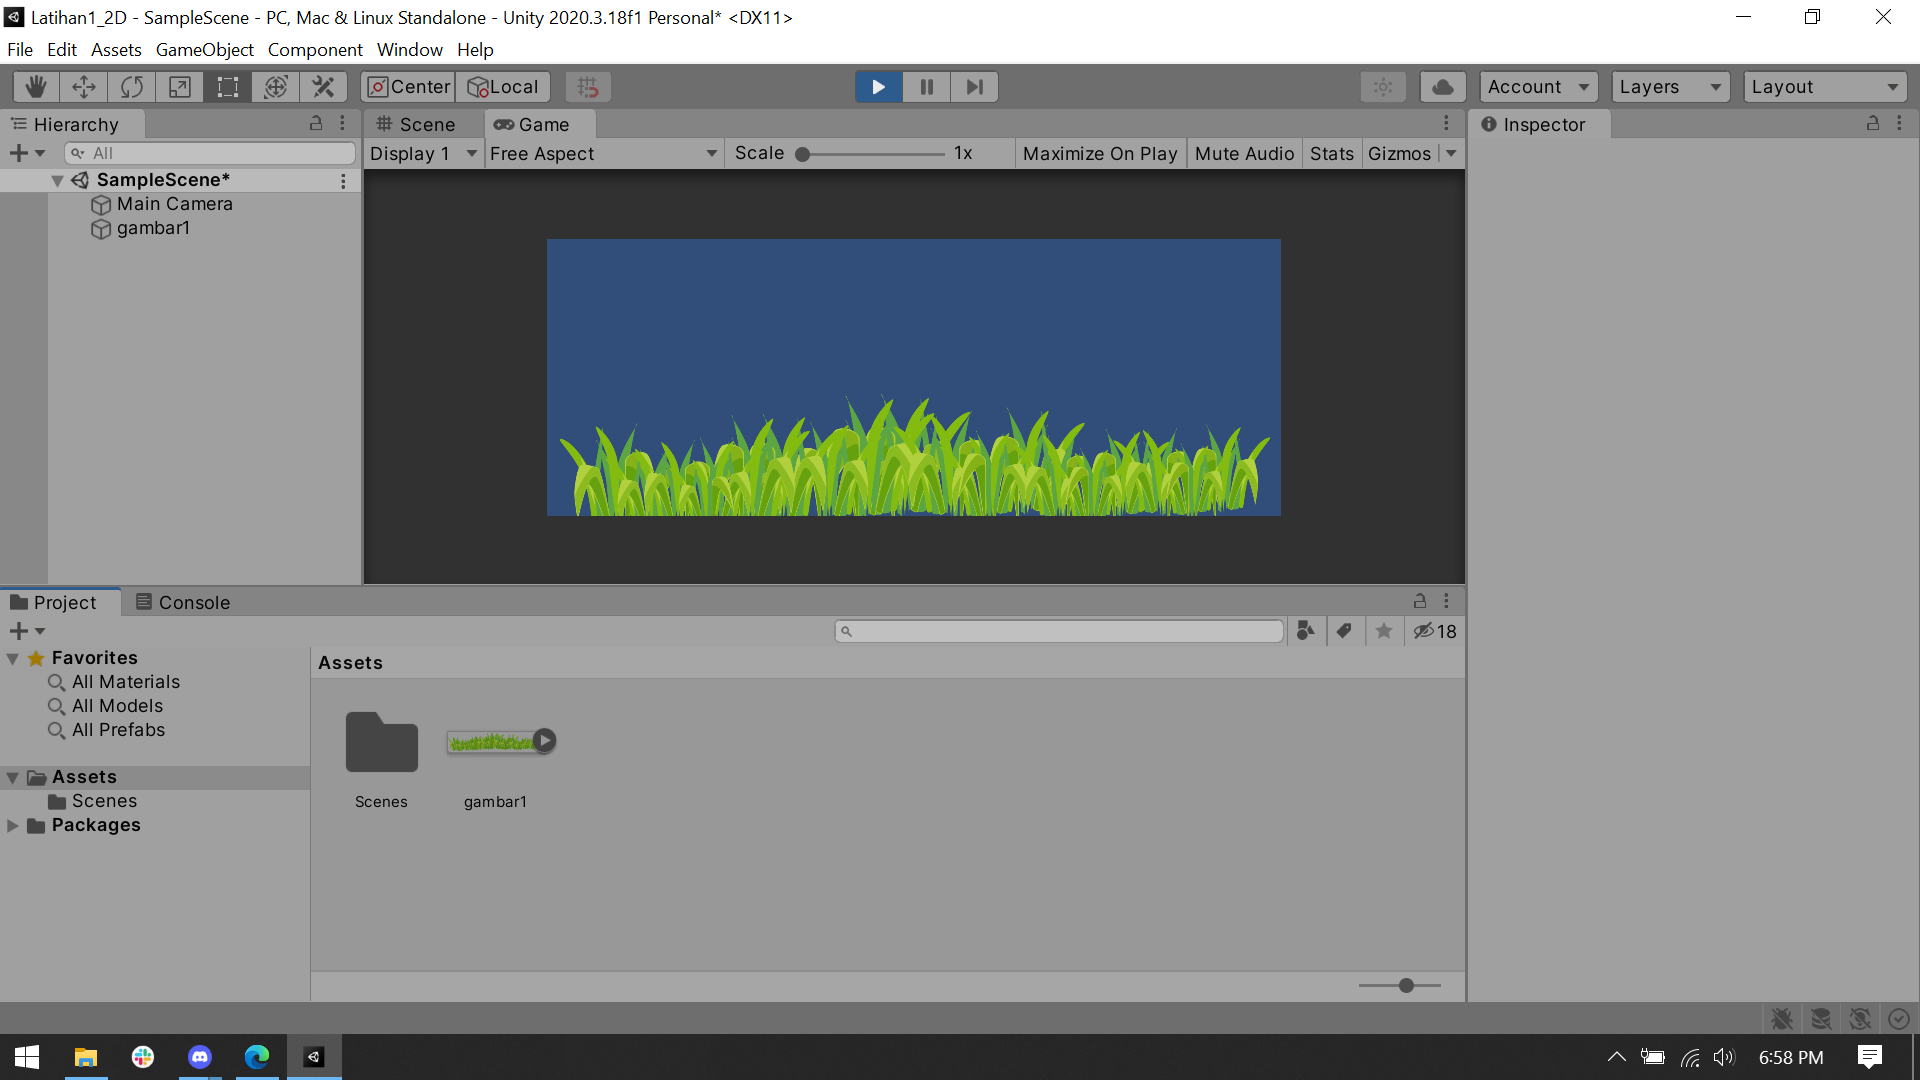 Latihan1_2D - SampleScene - PC, Mac & Linux Standalone - Unity 2020.3.18f1 Personal* <DX11>
File Edit Assets GameObject Component Window Help
Center Local Account Layers Layout
Hierarchy Scene Game Inspector
All Display 1 Free Aspect Scale 1x Maximize On Play Mute Audio Stats Gizmos
SampleScene*
Main Camera
gambar1
Project Console
18
Favorites Assets
All Materials
All Models
All Prefabs
Assets
Scenes
Packages
Scenes gambar1
6:58 PM